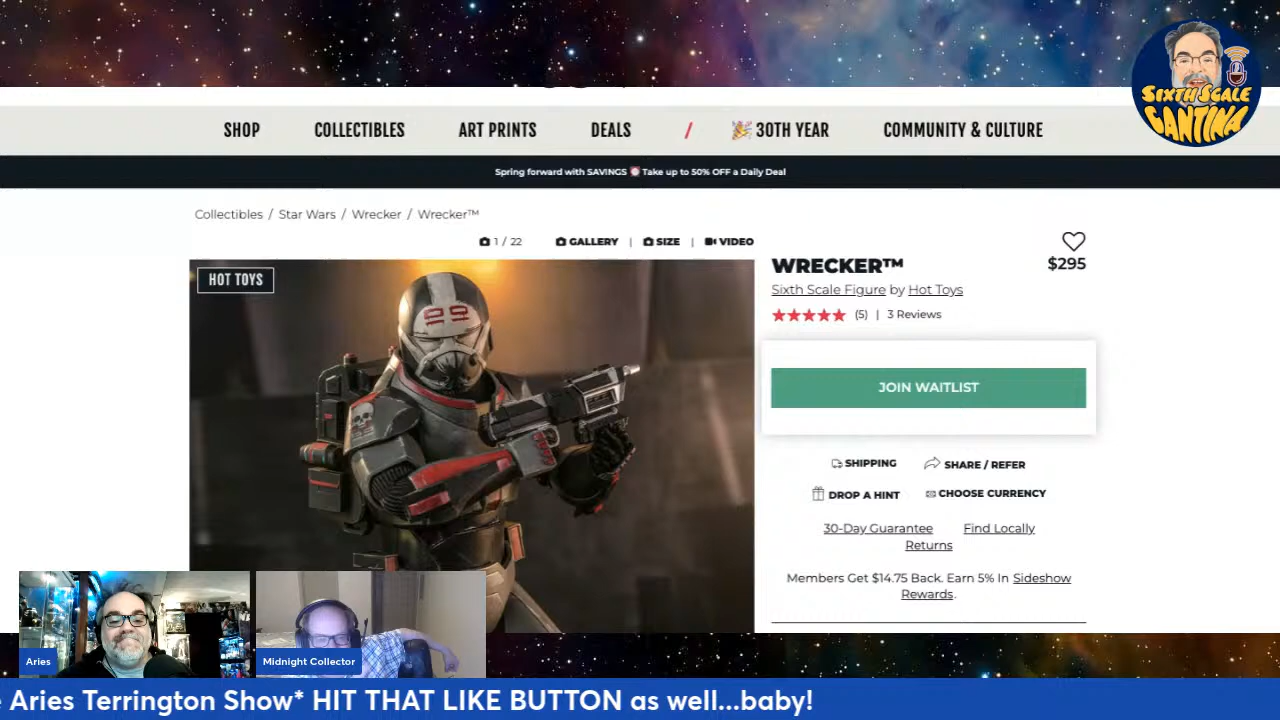 SIXTH SCALE
CANTINA
SHOP COLLECTIBLES ART PRINTS DEALS / 30TH YEAR COMMUNITY & CULTURE
Spring forward with SAVINGS Take up to 50% OFF a Daily Deal
Collectibles / Star Wars / Wrecker / Wrecker™
1 / 22 GALLERY | SIZE | VIDEO
HOT TOYS
WRECKER™
$295
Sixth Scale Figure by Hot Toys
(5) | 3 Reviews
JOIN WAITLIST
SHIPPING SHARE / REFER
DROP A HINT CHOOSE CURRENCY
30-Day Guarantee Find Locally
Returns
Members Get $14.75 Back. Earn 5% In Sideshow
Rewards.
99
Aries
Midnight Collector
Aries Terrington Show* HIT THAT LIKE BUTTON as well...baby!